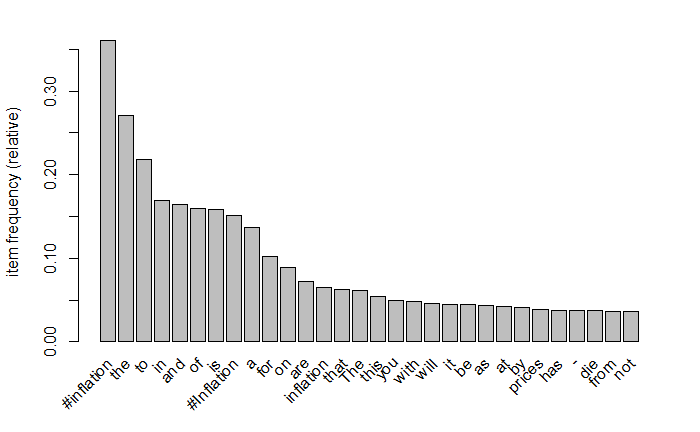 item frequency (relative)
0.30
0.20
0.10
0.00
#inflation
the
to
in
and
of
is
#Inflation
a
for
on
are
inflation
that
The
this
you
with
will
it
be
as
at
by
prices
has
-
die
from
not